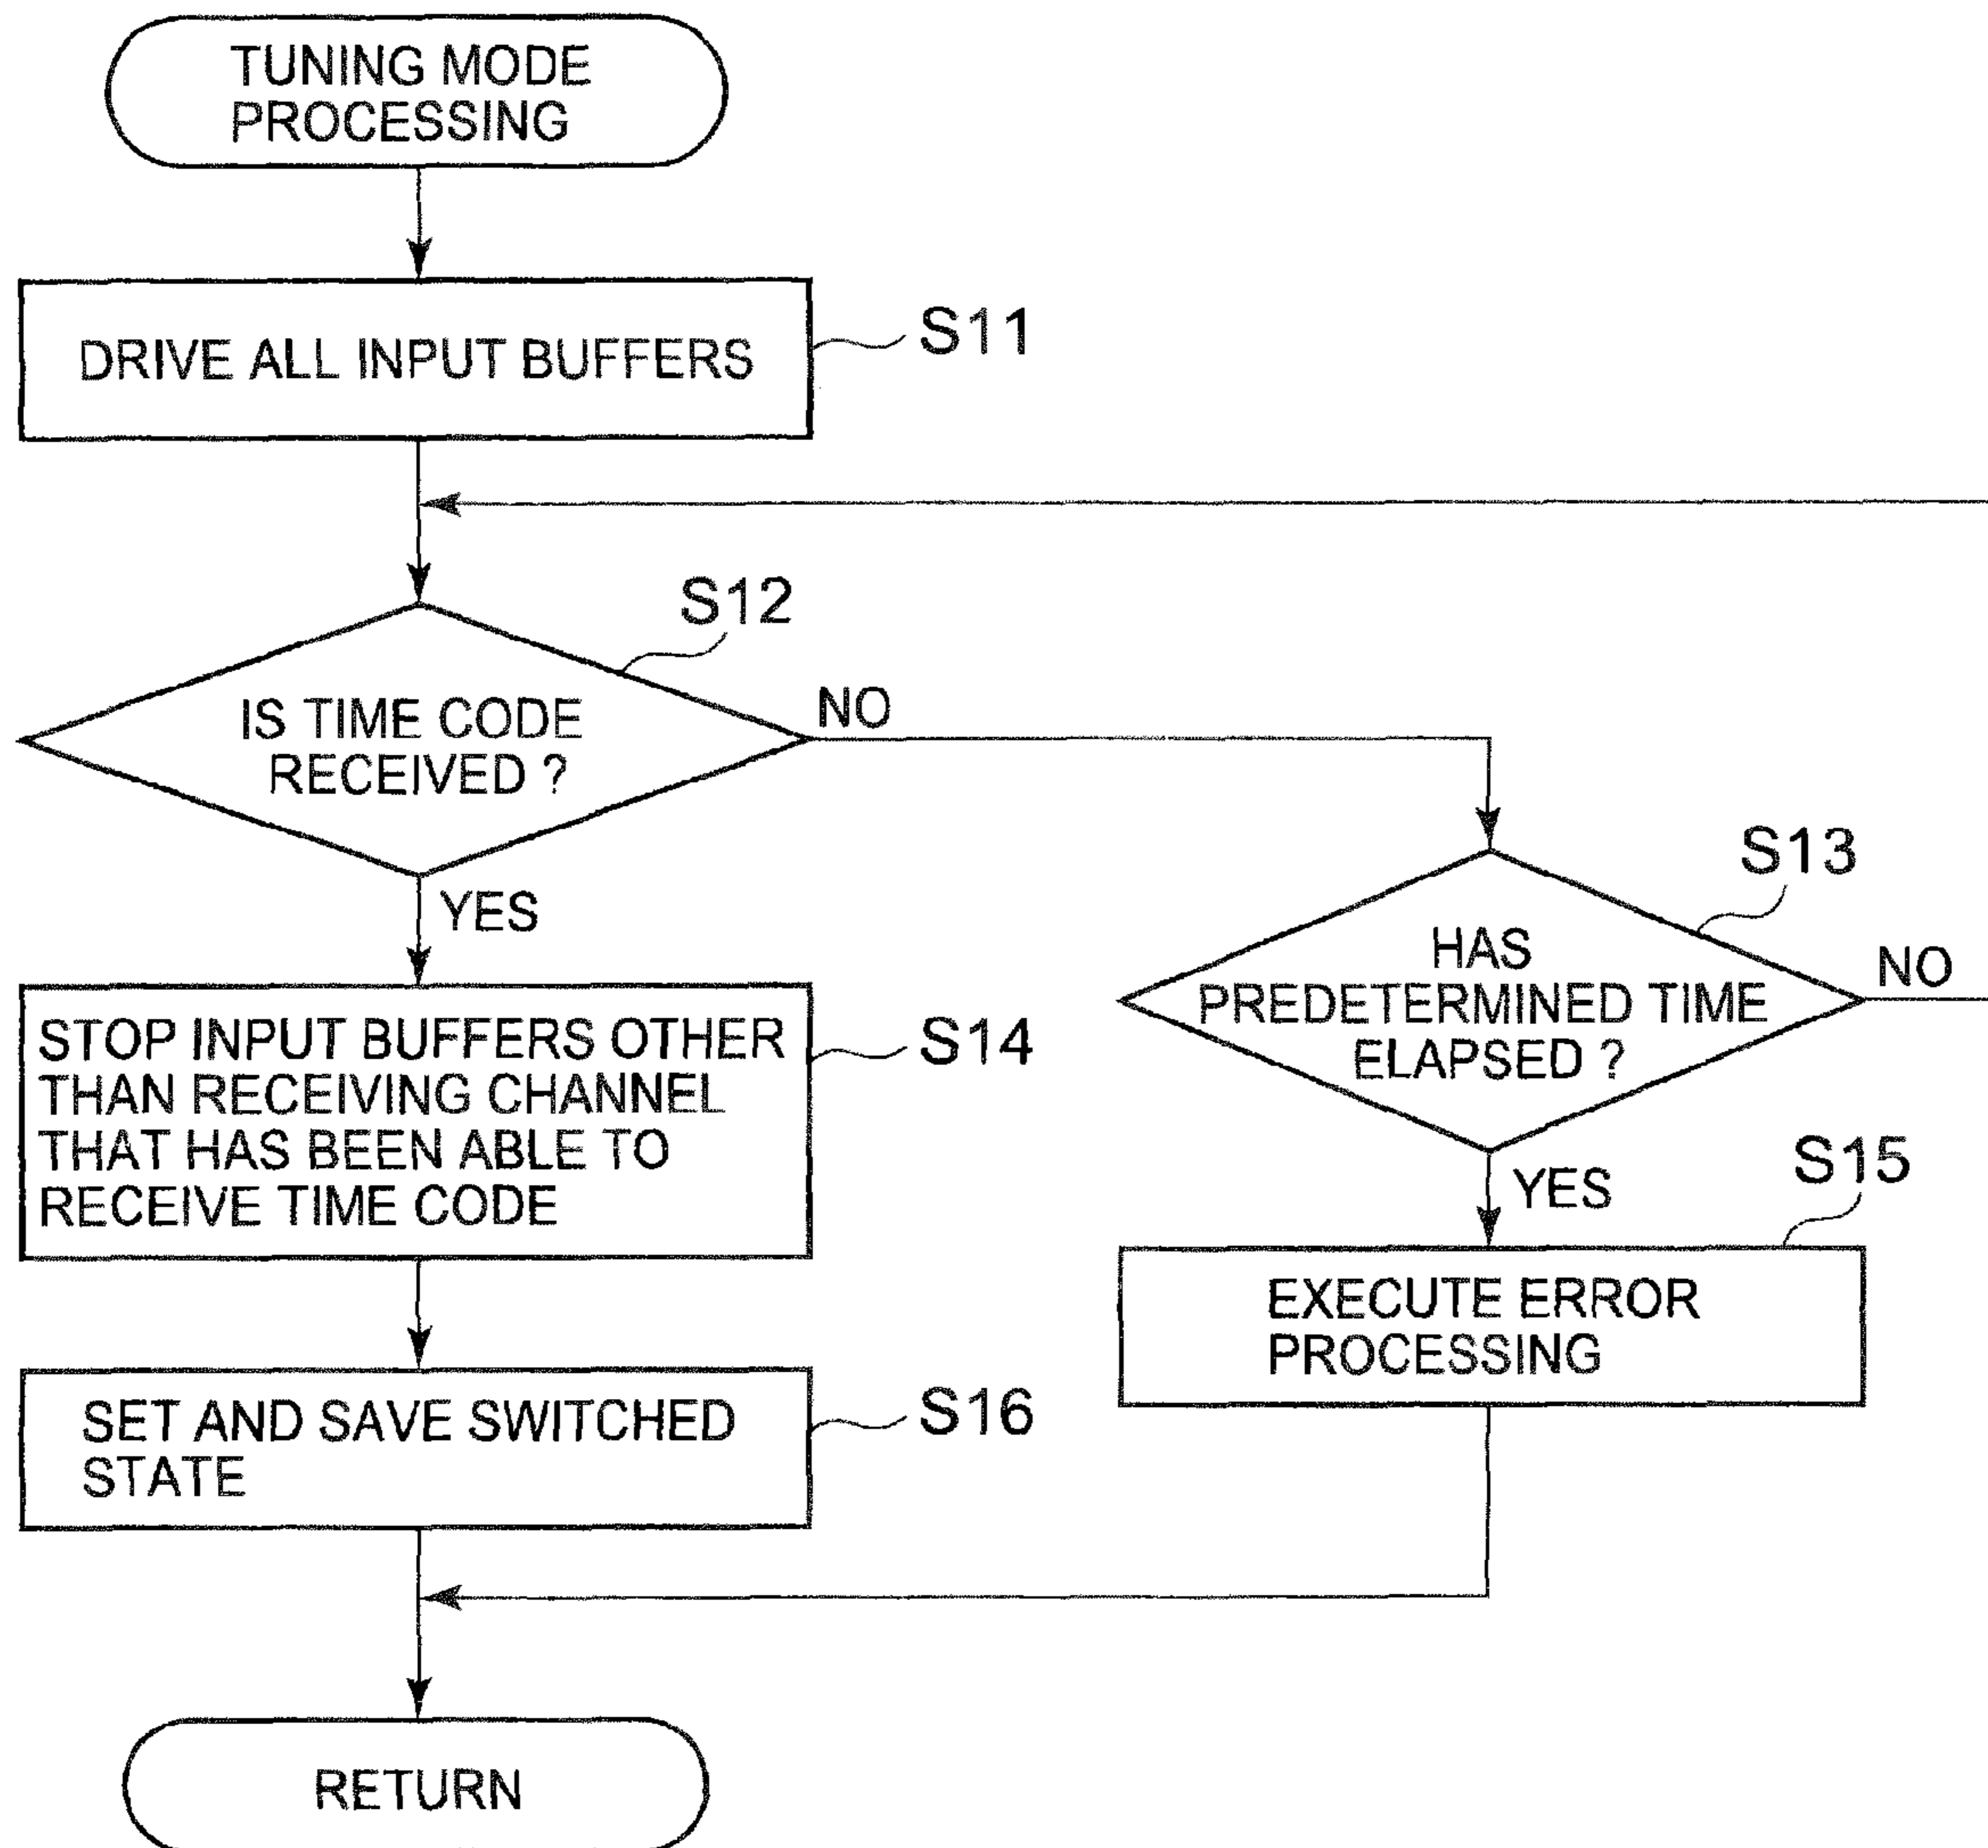 TUNING MODE
PROCESSING
DRIVE ALL INPUT BUFFERS
S11
S12
IS TIME CODE
RECEIVED ?
NO
YES
S13
HAS
PREDETERMINED TIME
ELAPSED ?
NO
YES
STOP INPUT BUFFERS OTHER
THAN RECEIVING CHANNEL
THAT HAS BEEN ABLE TO
RECEIVE TIME CODE
S14
S15
EXECUTE ERROR
PROCESSING
SET AND SAVE SWITCHED
STATE
S16
RETURN